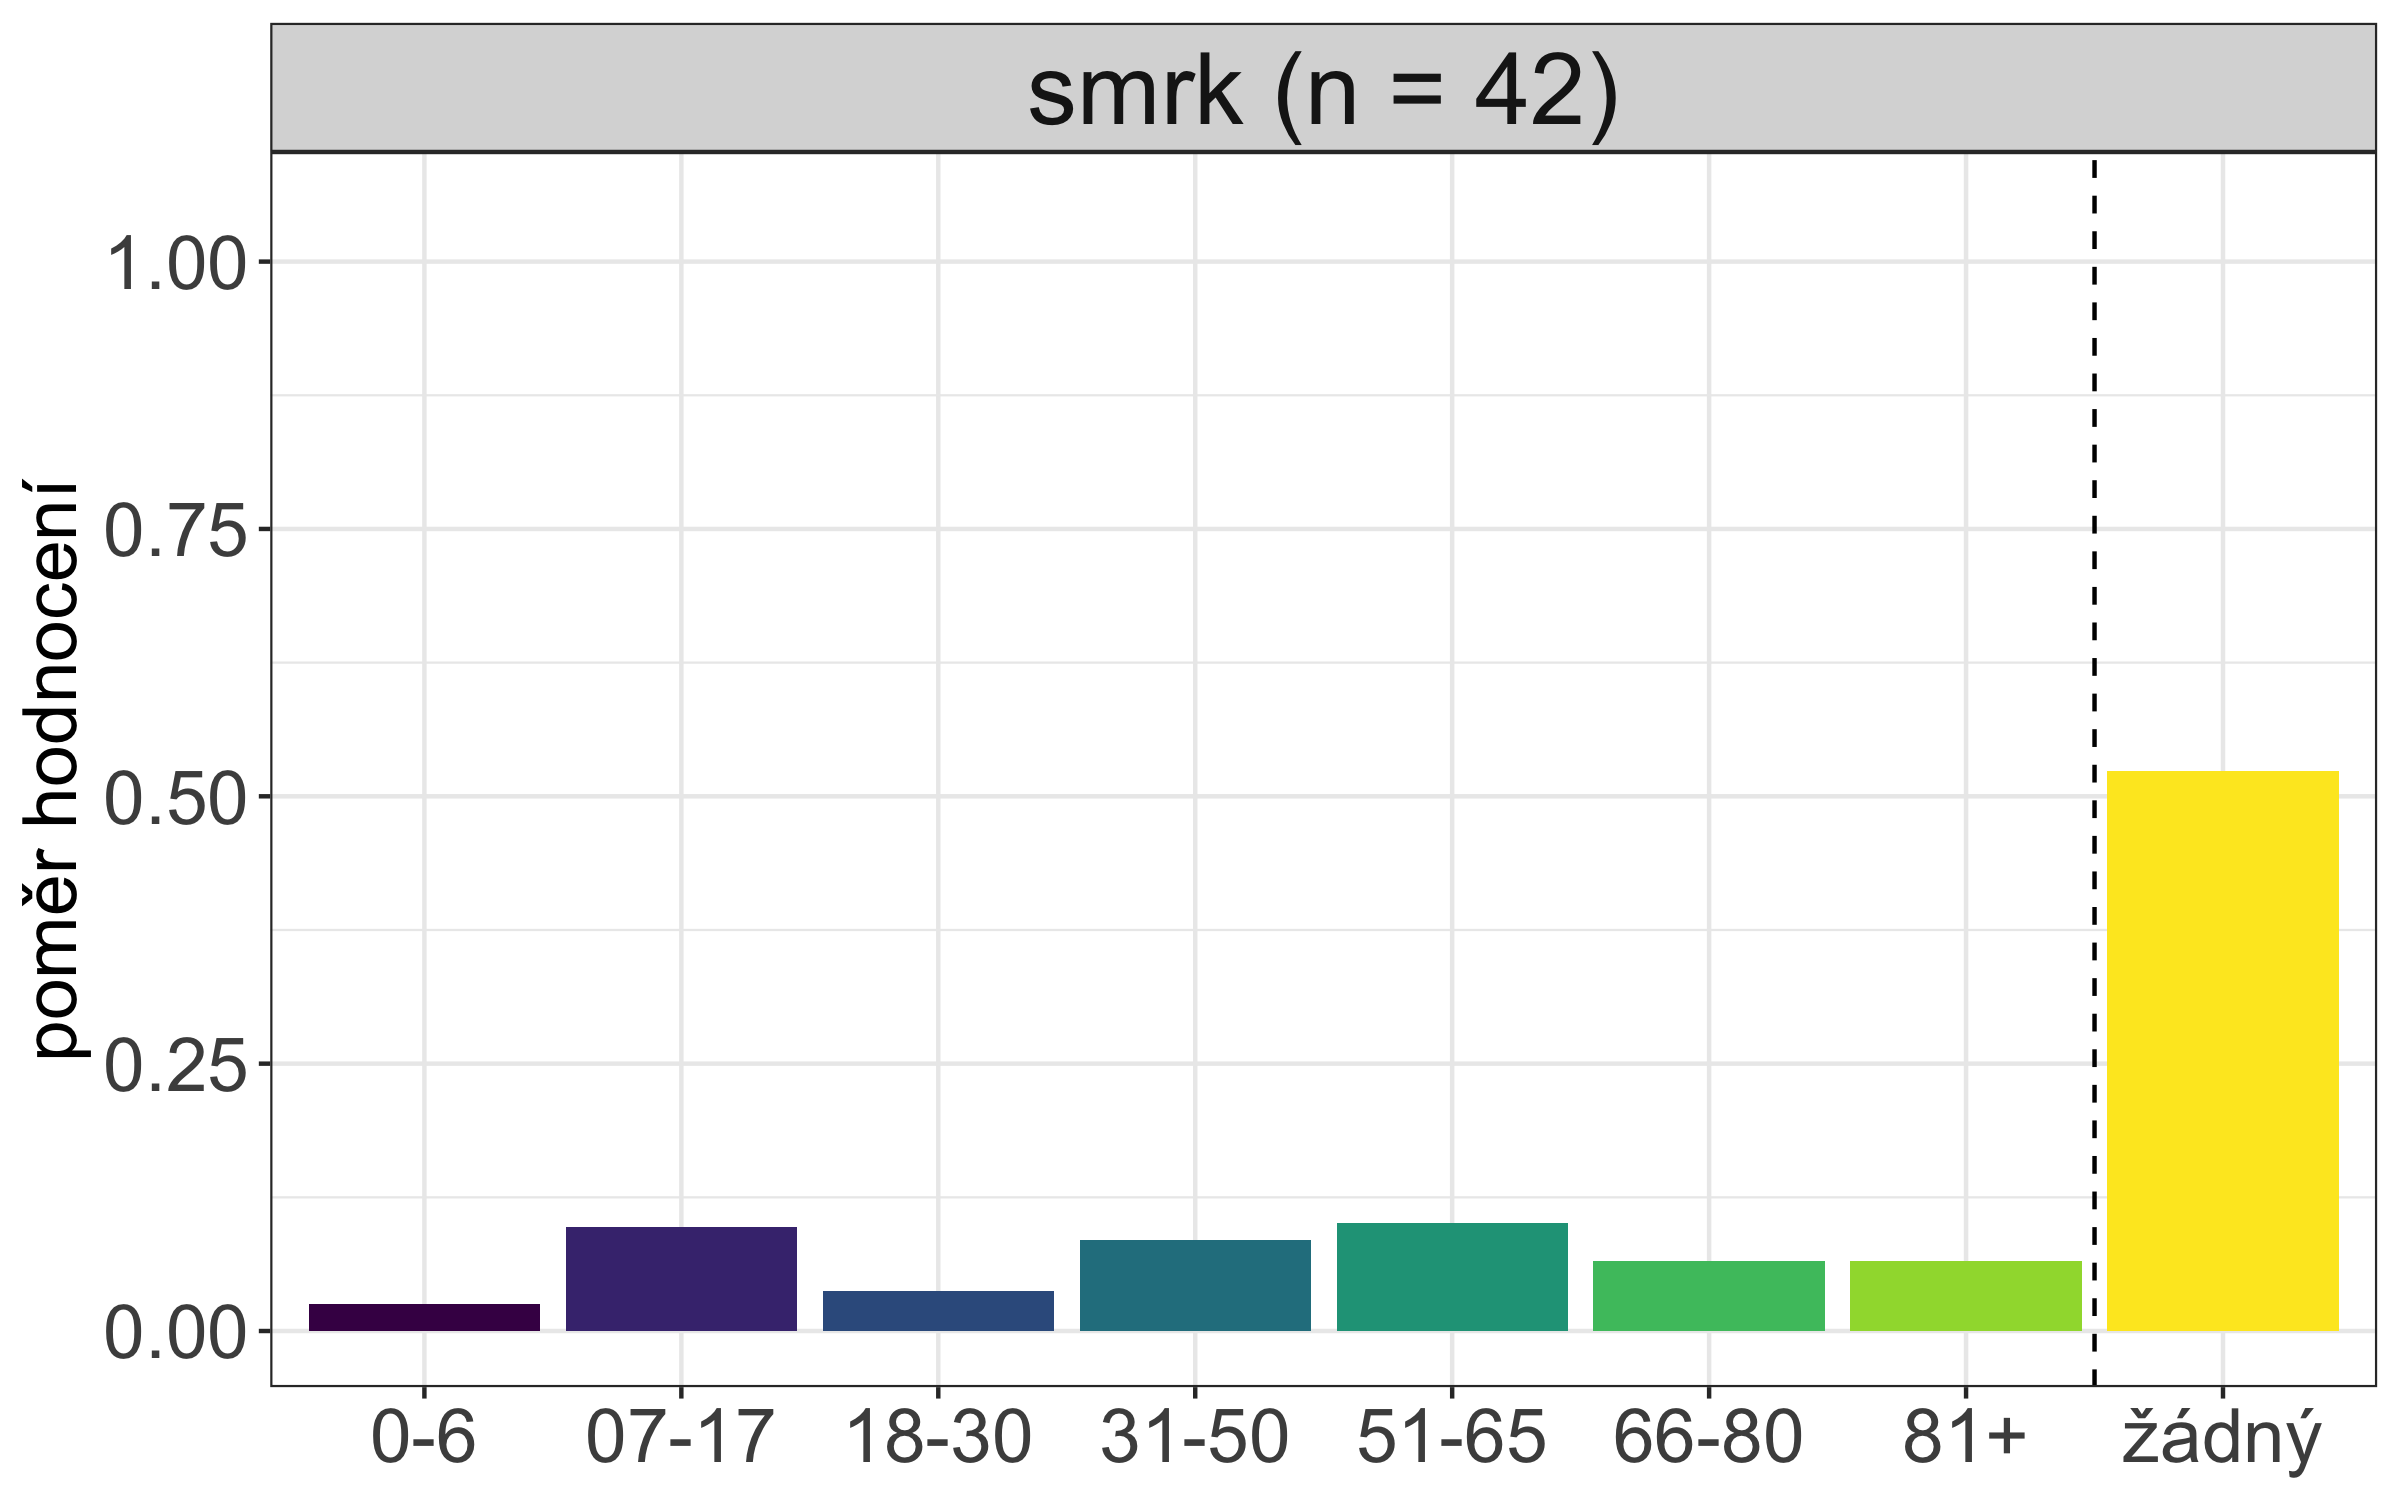 smrk (n = 42)
poměr hodnocení
1.00
0.75
0.50
0.25
0.00
0-6 07-17 18-30 31-50 51-65 66-80 81+ žádný